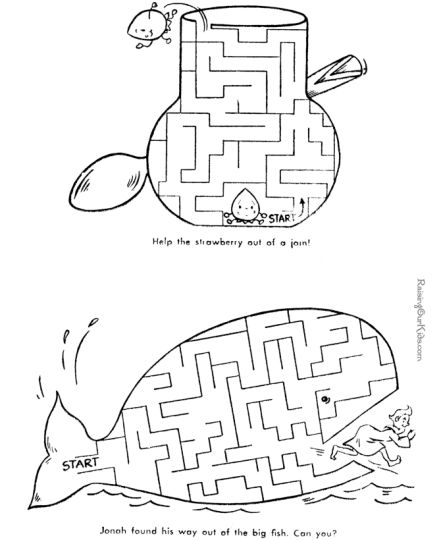 START
Help the strawberry out of a jam!
RaisingOurKids.com
START
Jonah found his way out of the big fish. Can you?